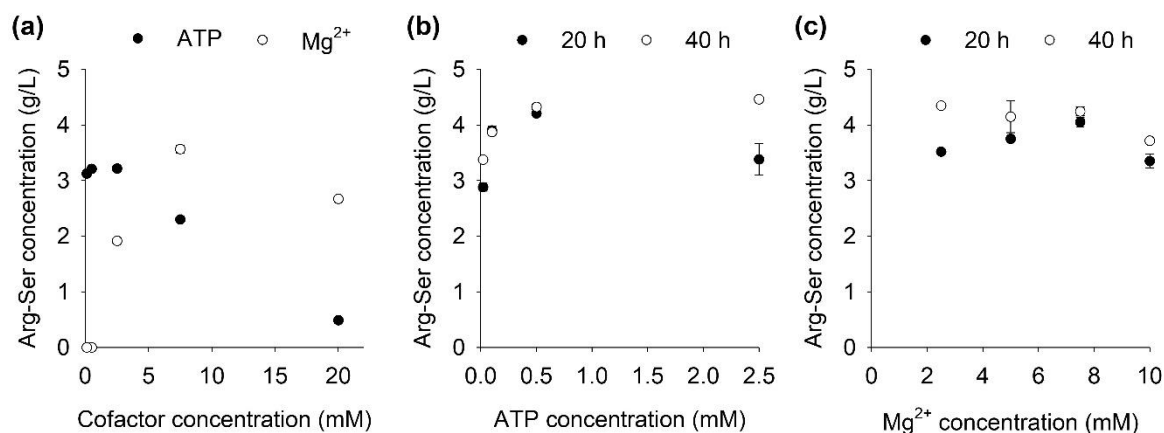 (a) ● ATP ○ Mg²⁺
5
4
3
2
1
0
Arg-Ser concentration (g/L)
0 5 10 15 20
Cofactor concentration (mM)
(b) ● 20 h ○ 40 h
5
4
3
2
1
0
Arg-Ser concentration (g/L)
0.0 0.5 1.0 1.5 2.0 2.5
ATP concentration (mM)
(c) ● 20 h ○ 40 h
5
4
3
2
1
0
Arg-Ser concentration (g/L)
0 2 4 6 8 10
Mg²⁺ concentration (mM)